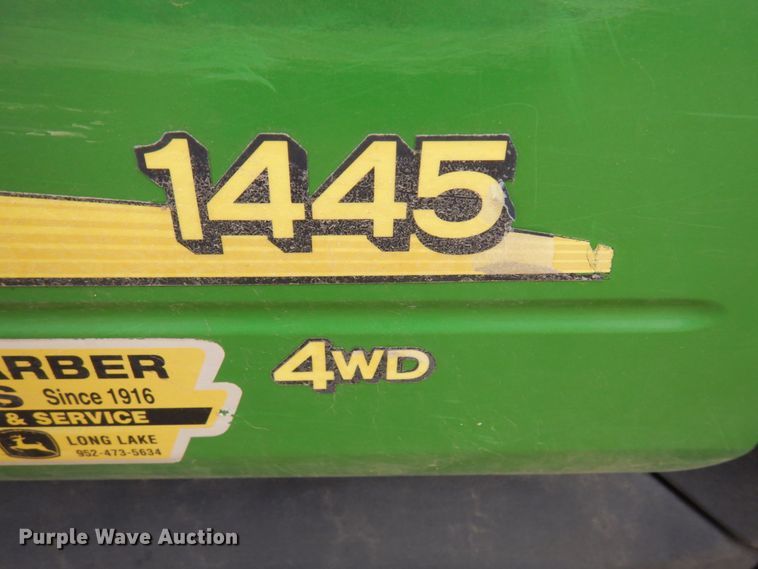 1445
4WD
ARBER
S Since 1916
& SERVICE
LONG LAKE
952-473-5634
Purple Wave Auction